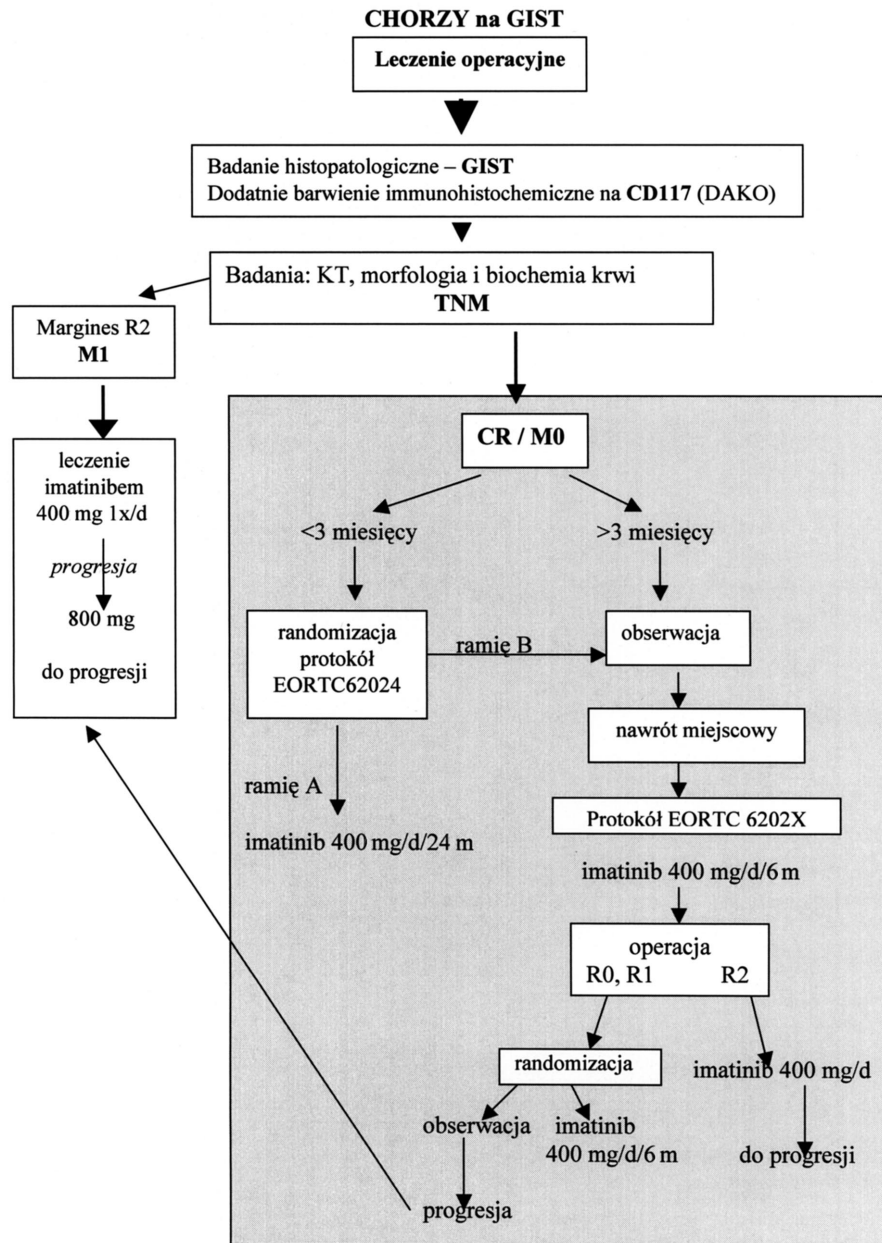 CHORZY na GIST
Leczenie operacyjne
Badanie histopatologiczne – GIST
Dodatnie barwienie immunohistochemiczne na CD117 (DAKO)
Badania: KT, morfologia i biochemia krwi
TNM
Margines R2
M1
leczenie
imatinibem
400 mg 1x/d
progresja
800 mg
do progresji
CR / M0
<3 miesięcy
>3 miesięcy
randomizacja
protokół
EORTC62024
ramię B
obserwacja
ramię A
imatinib 400 mg/d/24 m
nawrót miejscowy
Protokół EORTC 6202X
imatinib 400 mg/d/6 m
operacja
R0, R1 R2
randomizacja
imatinib 400 mg/d
obserwacja
imatinib
400 mg/d/6 m
do progresji
progresja